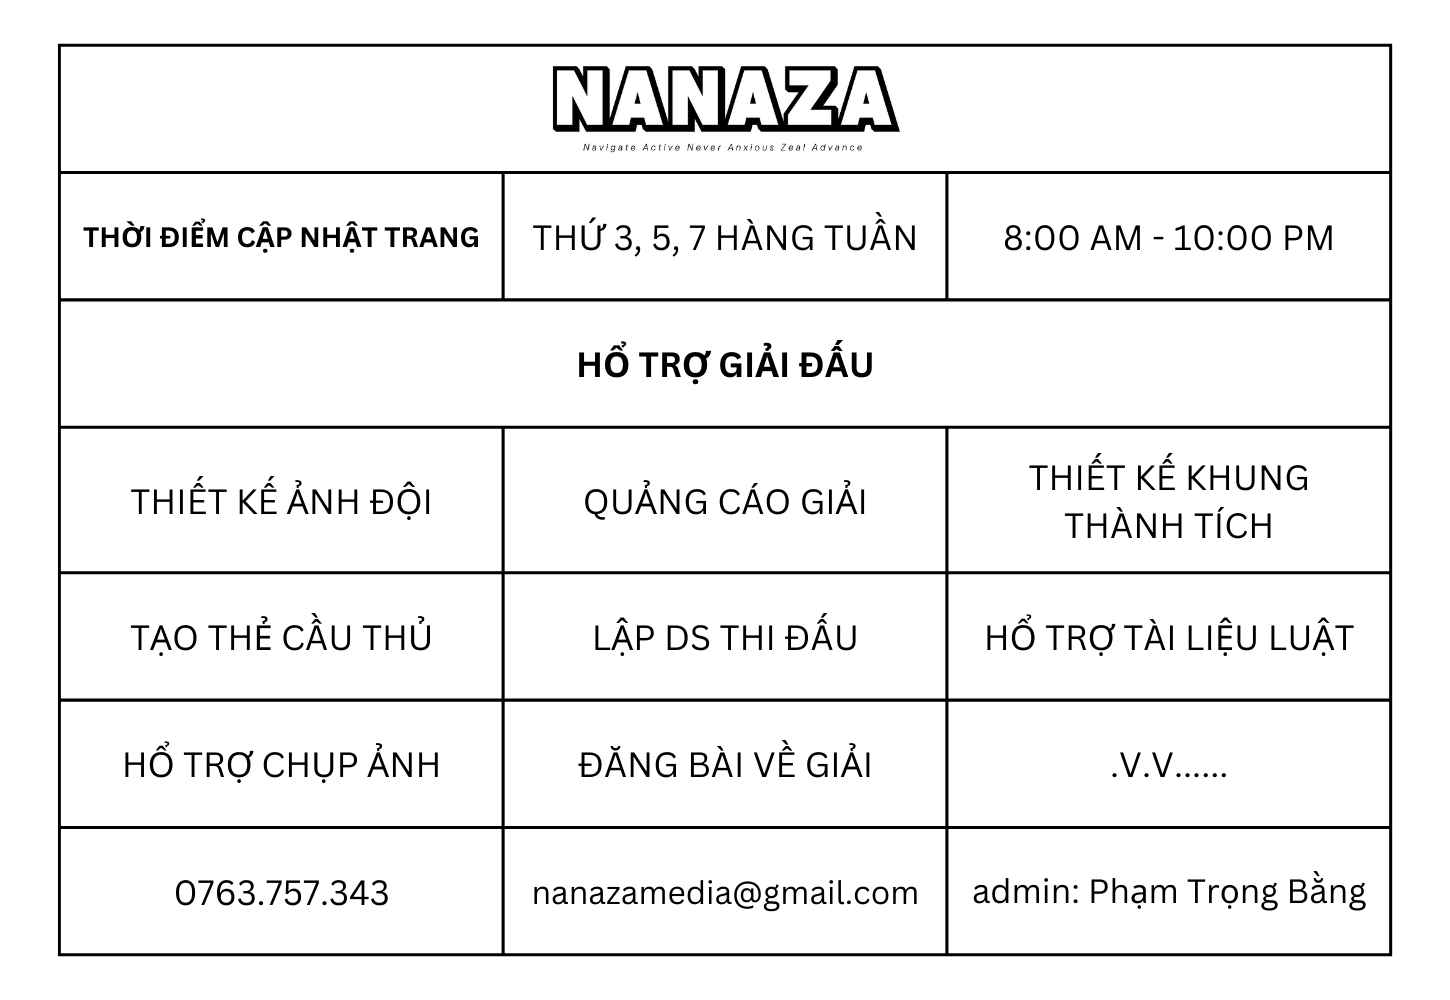 NANAZA
Navigate Active Never Anxious Zeal Advance
THỜI ĐIỂM CẬP NHẬT TRANG
THỨ 3, 5, 7 HÀNG TUẦN
8:00 AM - 10:00 PM
HỔ TRỢ GIẢI ĐẤU
THIẾT KẾ ẢNH ĐỘI
QUẢNG CÁO GIẢI
THIẾT KẾ KHUNG
THÀNH TÍCH
TẠO THẺ CẦU THỦ
LẬP DS THI ĐẤU
HỔ TRỢ TÀI LIỆU LUẬT
HỔ TRỢ CHỤP ẢNH
ĐĂNG BÀI VỀ GIẢI
.V.V......
0763.757.343
nanazamedia@gmail.com
admin: Phạm Trọng Bằng